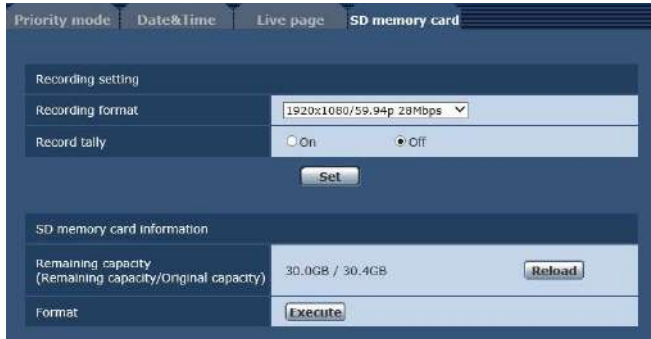 Priority mode Date&Time Live page SD memory card
Recording setting
Recording format 1920x1080/59.94p 28Mbps
Record tally On Off
Set
SD memory card information
Remaining capacity
(Remaining capacity/Original capacity) 30.0GB / 30.4GB Reload
Format Execute